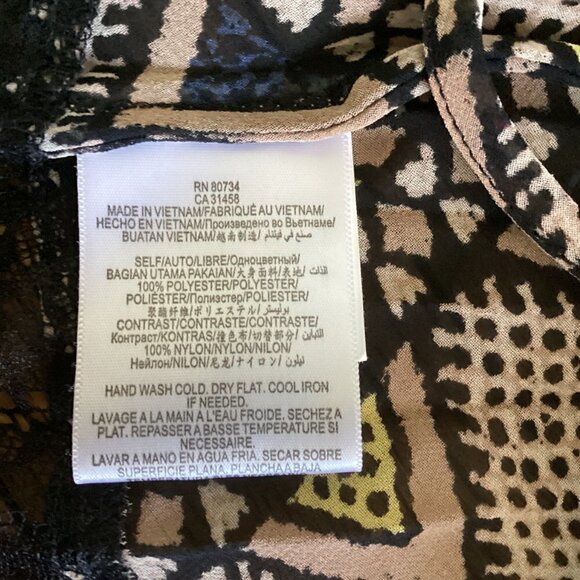 RN 80734
CA 31458
MADE IN VIETNAM/FABRIQUÉ AU VIETNAM/
HECHO EN VIETNAM/Произведено во Вьетнаме/
BUATAN VIETNAM/越南制造/ صنع في فيتنام
SELF/AUTO/LIBRE/Одноцветный/
BAGIAN UTAMA PAKAIAN/大身面料/表地/ الذات
100% POLYESTER/POLYESTER/
POLIÉSTER/Полиэстер/POLIESTER/
聚酯纤维/ポリエステル/ بوليستر
CONTRAST/CONTRASTE/CONTRASTE/
Контраст/KONTRAS/撞色布/切替部分/ التباين
100% NYLON/NYLON/NILON/
Нейлон/NILON/尼龙/ナイロン/ نايلون
HAND WASH COLD. DRY FLAT. COOL IRON
IF NEEDED.
LAVAGE A LA MAIN A L'EAU FROIDE. SECHEZ A
PLAT. REPASSER A BASSE TEMPERATURE SI
NECESSAIRE.
LAVAR A MANO EN AGUA FRIA. SECAR SOBRE
SUPERFICIE PLANA. PLANCHA A BAJA